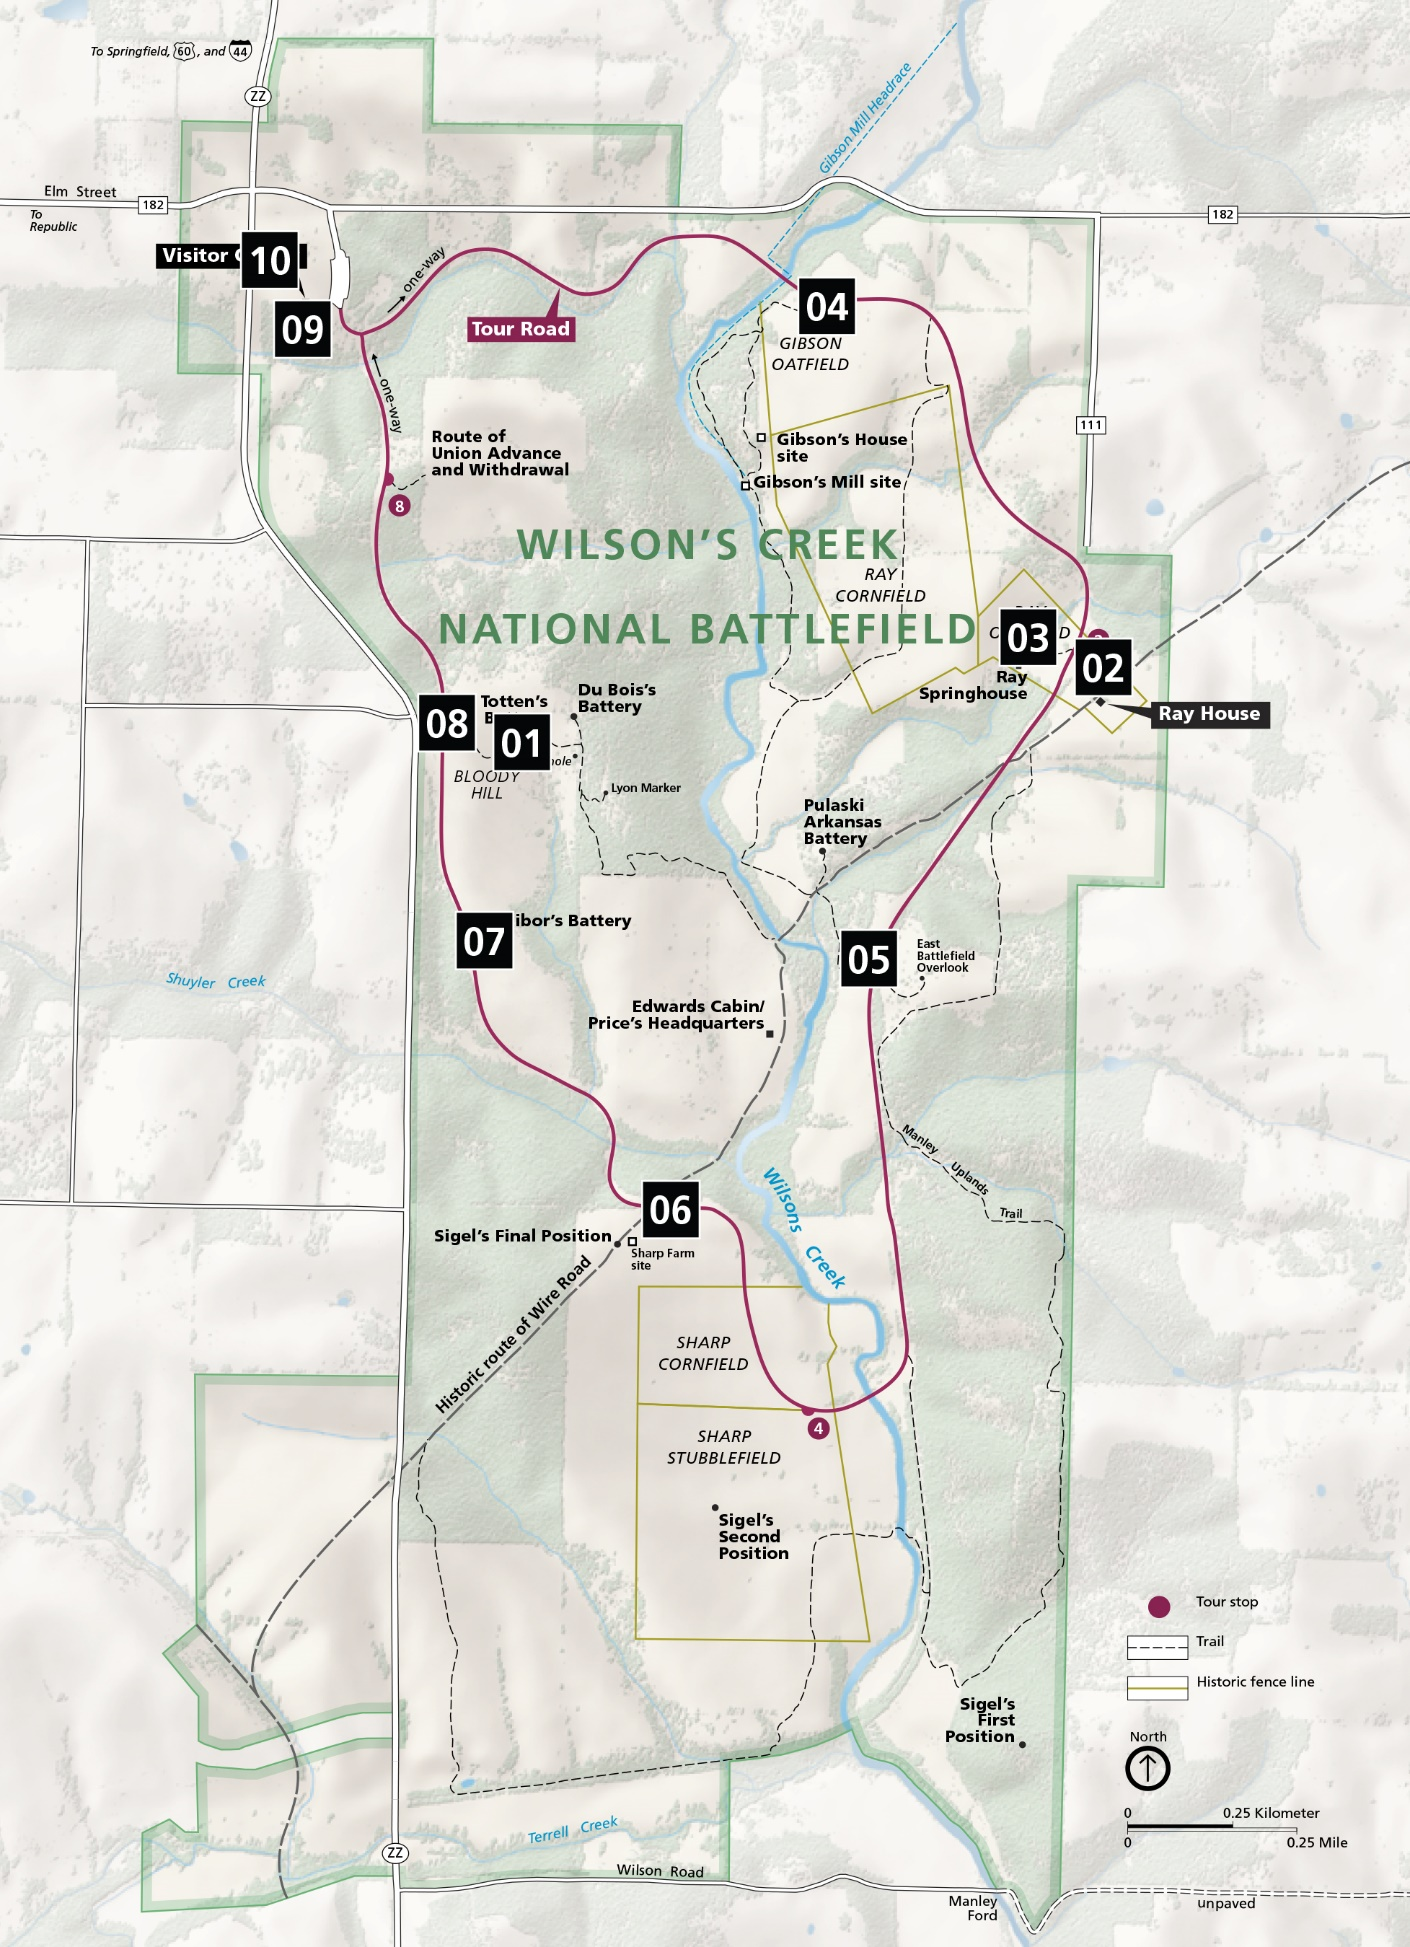 To Springfield, 60, and 44
ZZ
Gibson Mill Headrace
Elm Street
182
To
Republic
182
Visitor
10
one-way
09
Tour Road
04
GIBSON
OATFIELD
one-way
111
Route of
Union Advance
and Withdrawal
8
Gibson's House
site
Gibson's Mill site
WILSON'S CREEK
NATIONAL BATTLEFIELD
RAY
CORNFIELD
03
02
Ray
Springhouse
Ray House
08
Totten's
01
Du Bois's
Battery
BLOODY
HILL
Lyon Marker
Pulaski
Arkansas
Battery
07
ibor's Battery
05
East
Battlefield
Overlook
Shuyler Creek
Edwards Cabin/
Price's Headquarters
Manley Uplands Trail
Wilsons Creek
06
Sigel's Final Position
Sharp Farm
site
Historic route of Wire Road
SHARP
CORNFIELD
4
SHARP
STUBBLEFIELD
Sigel's
Second
Position
Tour stop
Trail
Historic fence line
Sigel's
First
Position
North
0 0.25 Kilometer
0 0.25 Mile
Terrell Creek
ZZ
Wilson Road
Manley
Ford
unpaved